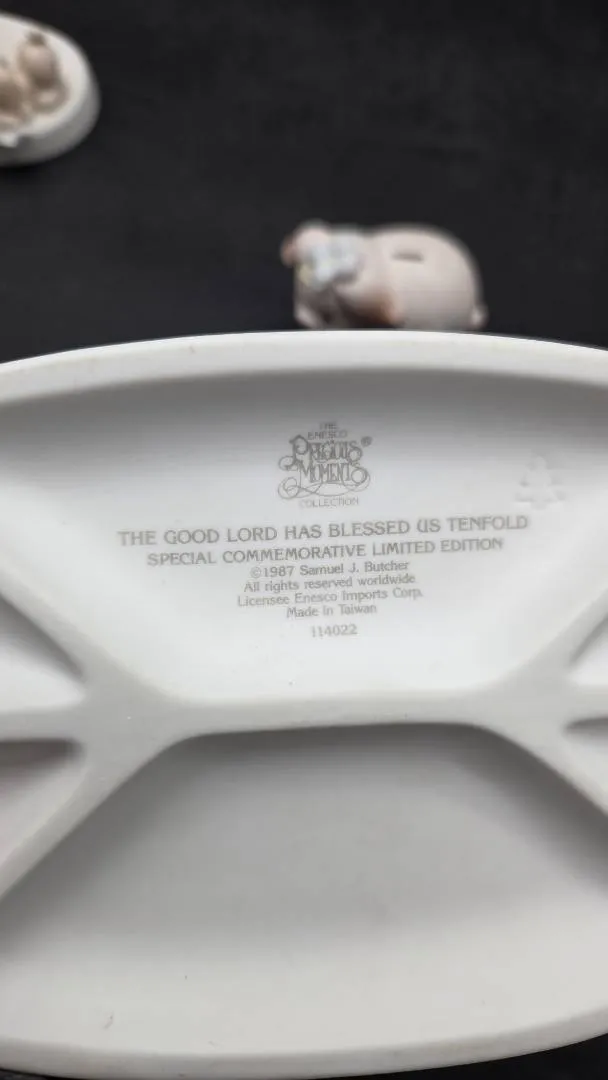 THE
ENESCO
PRECIOUS®
MOMENTS
COLLECTION
THE GOOD LORD HAS BLESSED US TENFOLD
SPECIAL COMMEMORATIVE LIMITED EDITION
©1987 Samuel J. Butcher
All rights reserved worldwide
Licensee Enesco Imports Corp.
Made in Taiwan
114022